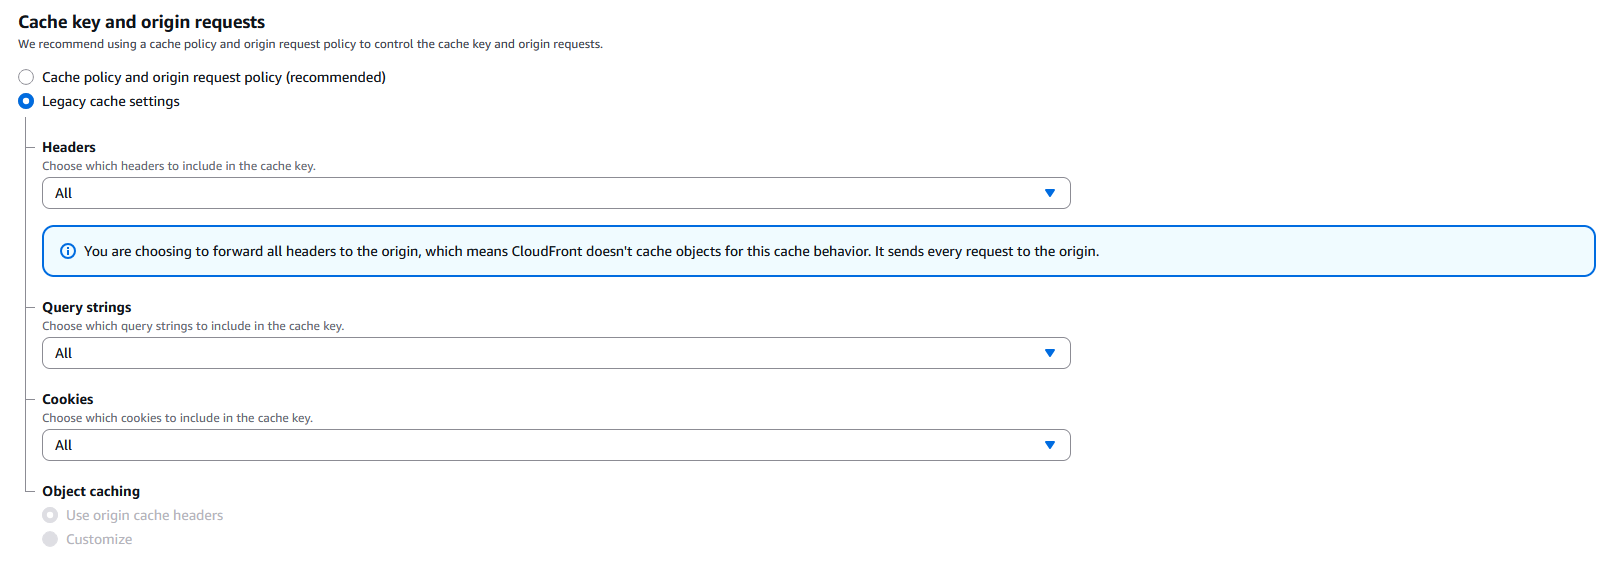 Cache key and origin requests
We recommend using a cache policy and origin request policy to control the cache key and origin requests.
Cache policy and origin request policy (recommended)
Legacy cache settings
Headers
Choose which headers to include in the cache key.
All
You are choosing to forward all headers to the origin, which means CloudFront doesn't cache objects for this cache behavior. It sends every request to the origin.
Query strings
Choose which query strings to include in the cache key.
All
Cookies
Choose which cookies to include in the cache key.
All
Object caching
Use origin cache headers
Customize